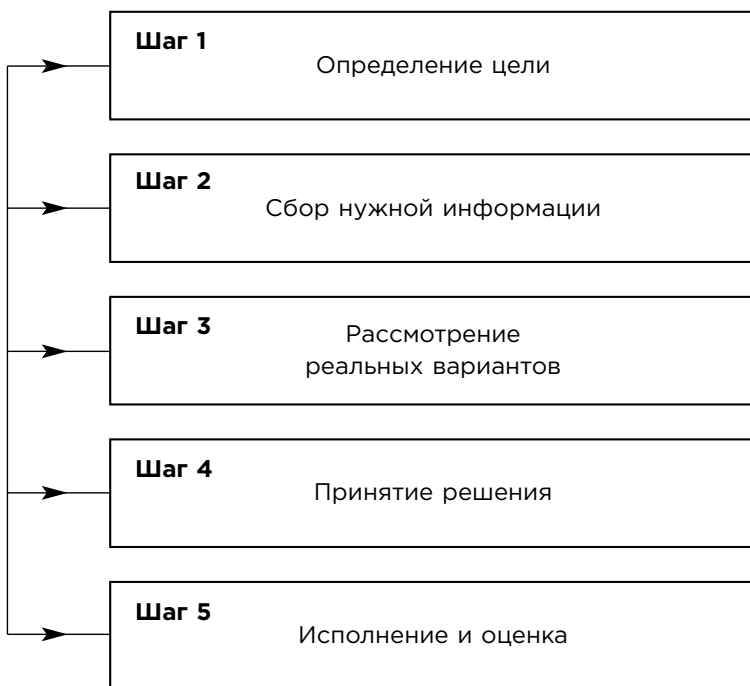 Шаг 1
Определение цели
Шаг 2
Сбор нужной информации
Шаг 3
Рассмотрение
реальных вариантов
Шаг 4
Принятие решения
Шаг 5
Исполнение и оценка